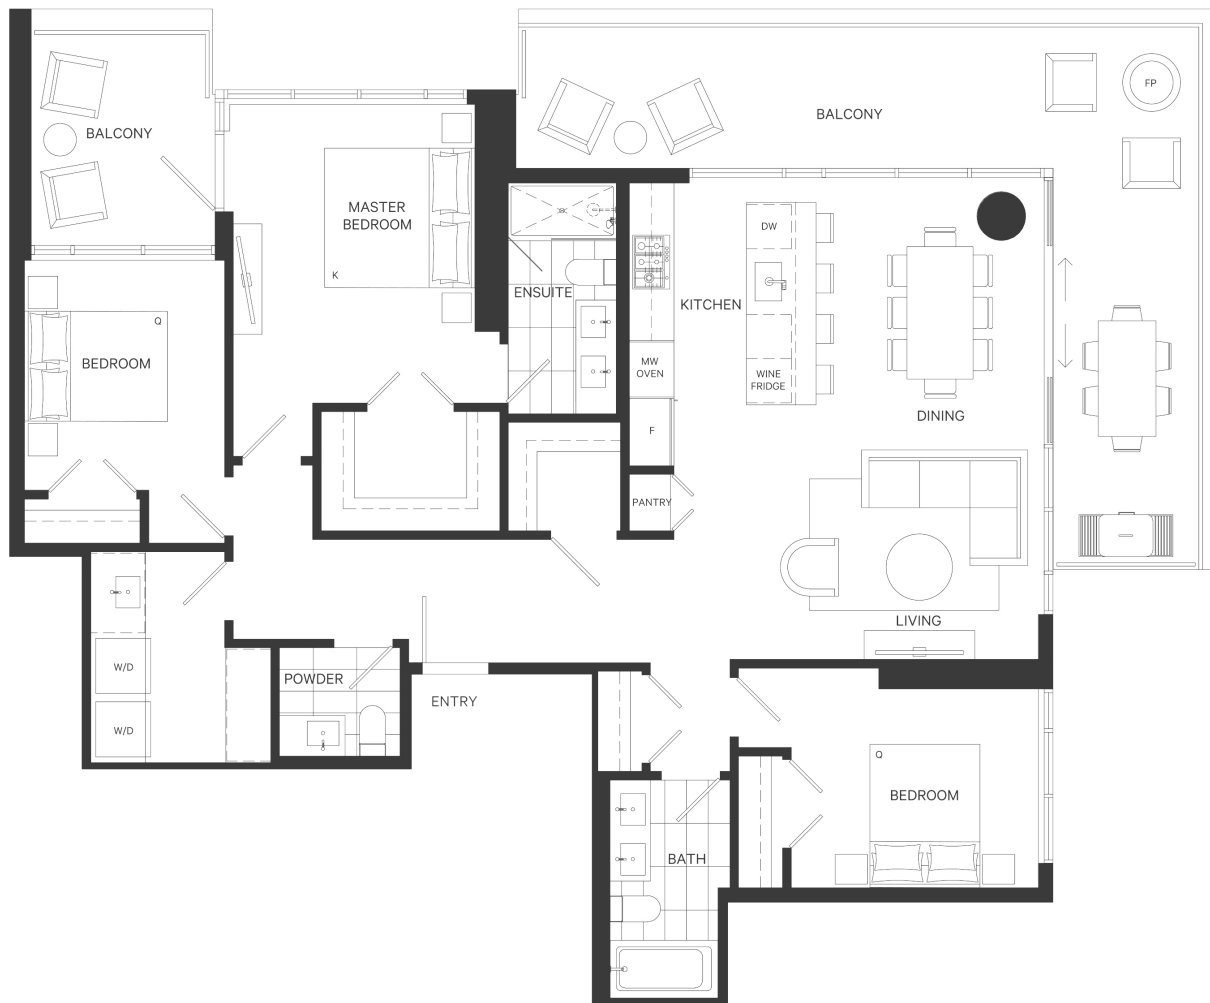 FP
BALCONY
BALCONY
MASTER
BEDROOM
DW
K
ENSUITE
KITCHEN
Q
BEDROOM
MW
OVEN
WINE
FRIDGE
DINING
F
PANTRY
LIVING
W/D
POWDER
ENTRY
W/D
Q
BEDROOM
BATH